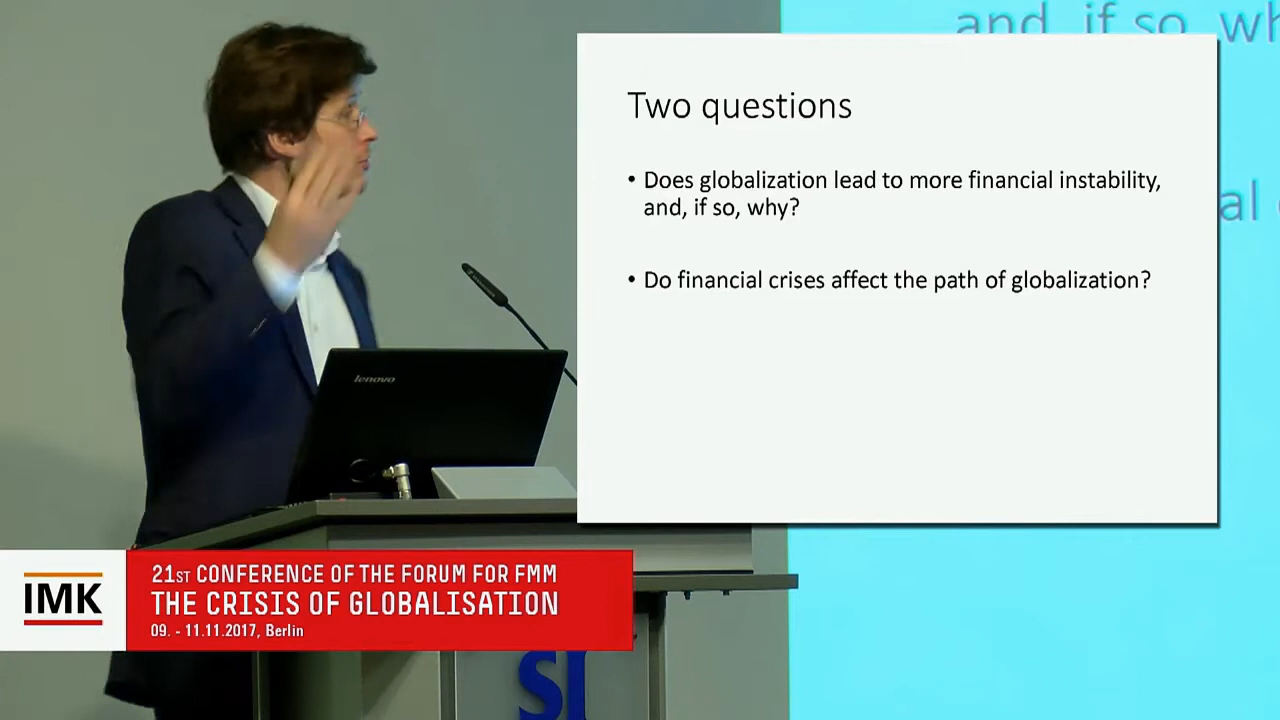 and, if so, wh
Two questions
• Does globalization lead to more financial instability,
and, if so, why?
al
• Do financial crises affect the path of globalization?
lenovo
IMK
21ST CONFERENCE OF THE FORUM FOR FMM
THE CRISIS OF GLOBALISATION
09. - 11.11.2017, Berlin
SI